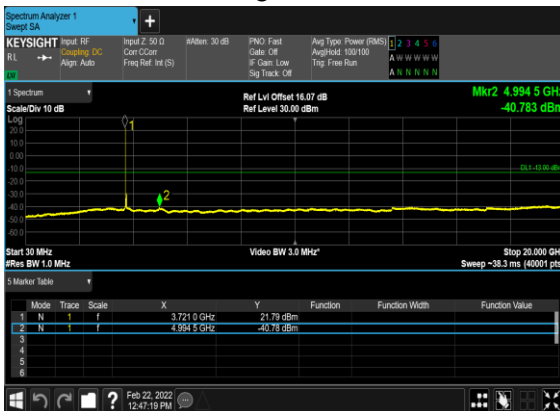 Spectrum Analyzer 1
Swept SA
KEYSIGHT
RL
Input: RF
Coupling: DC
Align: Auto
Input Z: 50 Ω
Corr CCorr
Freq Ref: Int (S)
#Atten: 30 dB
PNO: Fast
Gate: Off
IF Gain: Low
Sig Track: Off
Avg Type: Power (RMS)
Avg|Hold: 100/100
Trig: Free Run
1 2 3 4 5 6
A W W W W W
A N N N N N
1 Spectrum
Scale/Div 10 dB
Ref Lvl Offset 16.07 dB
Ref Level 30.00 dBm
Mkr2 4.994 5 GHz
-40.783 dBm
Log
20.0
10.0
0.00
-10.0
-20.0
-30.0
-40.0
-50.0
-60.0
1
2
DL1 -13.00 dBm
Start 30 MHz
#Res BW 1.0 MHz
Video BW 3.0 MHz*
Stop 20.000 GHz
Sweep ~38.3 ms (40001 pts)
5 Marker Table
Mode Trace Scale X Y Function Function Width Function Value
1 N 1 f 3.721 0 GHz 21.79 dBm
2 N 1 f 4.994 5 GHz -40.78 dBm
3
4
5
6
?
Feb 22, 2022
12:47:19 PM